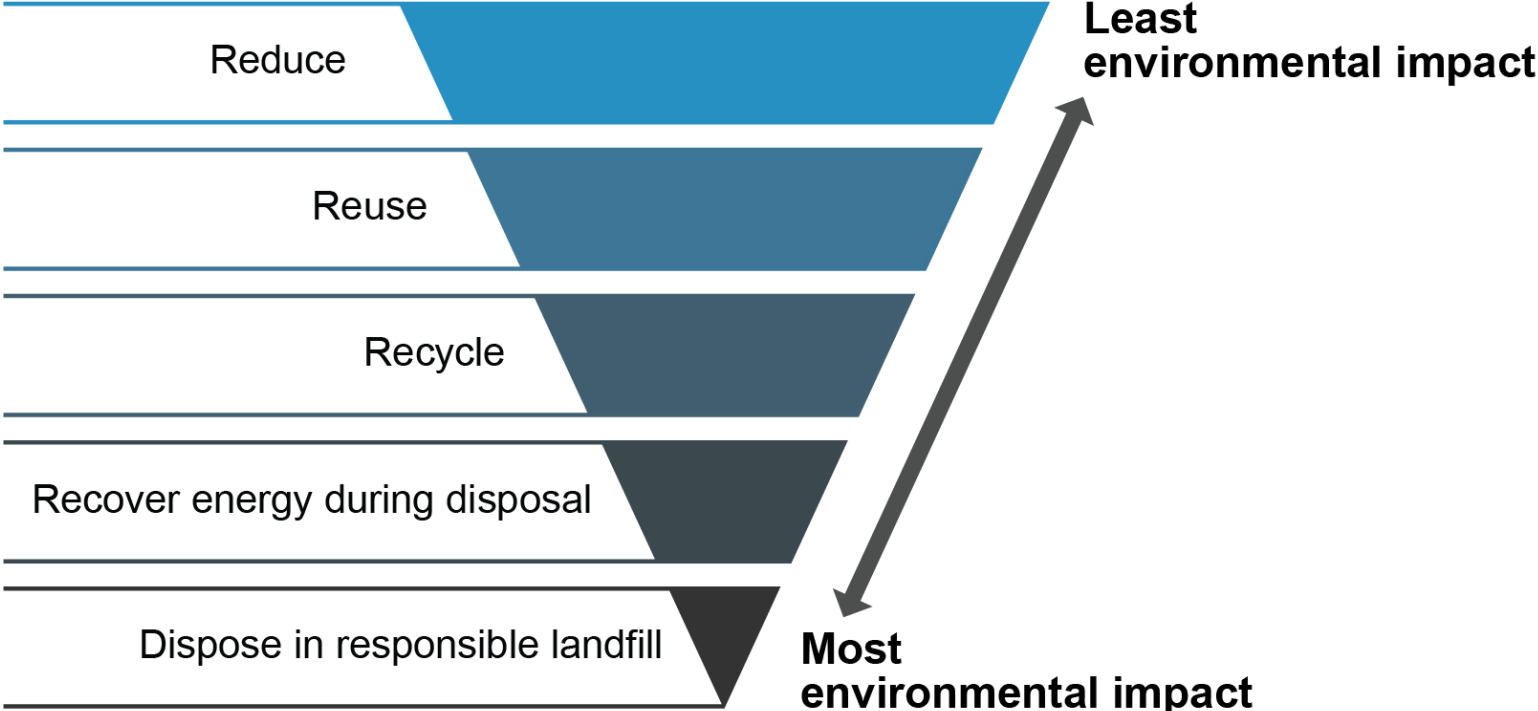 Least
environmental impact
Reduce
Reuse
Recycle
Recover energy during disposal
Dispose in responsible landfill
Most
environmental impact